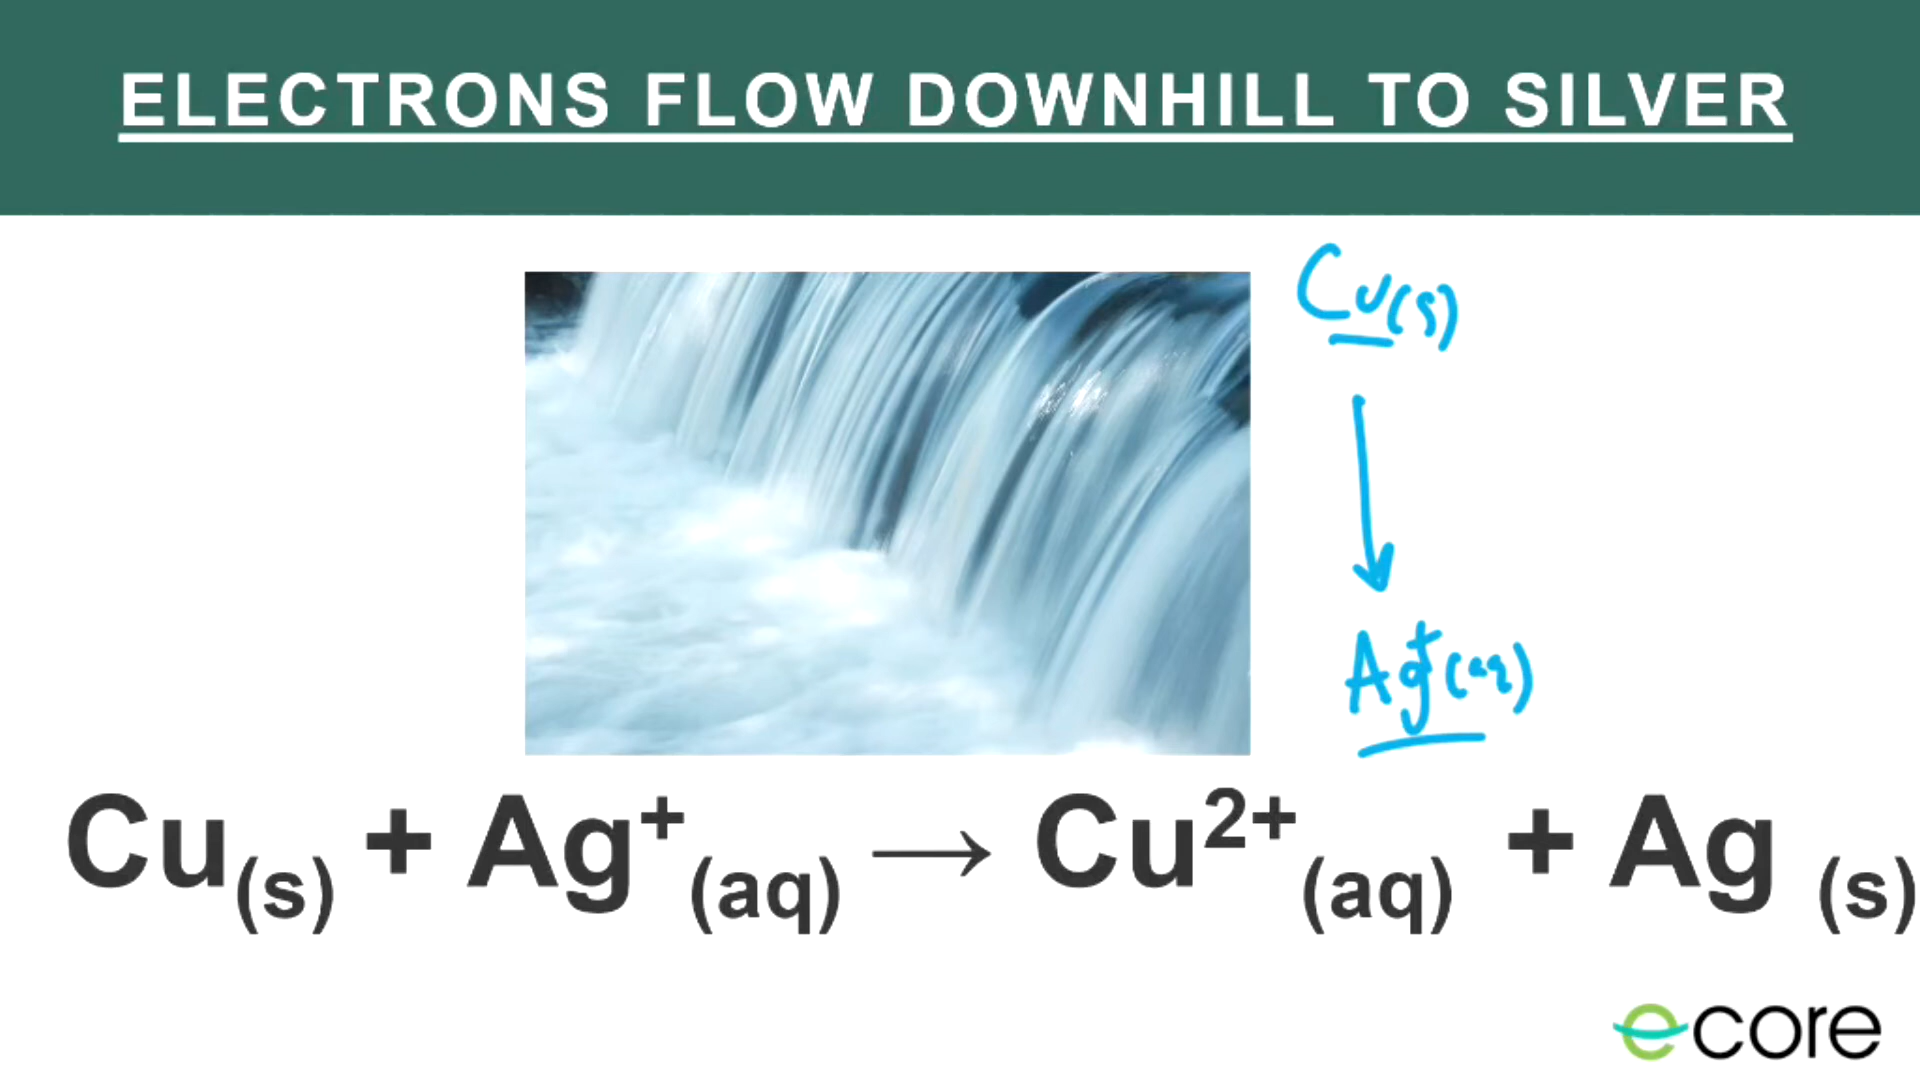 ELECTRONS FLOW DOWNHILL TO SILVER
Cu(s)
Ag⁺(aq)
Cu(s) + Ag⁺(aq) → Cu²⁺(aq) + Ag (s)
ecore